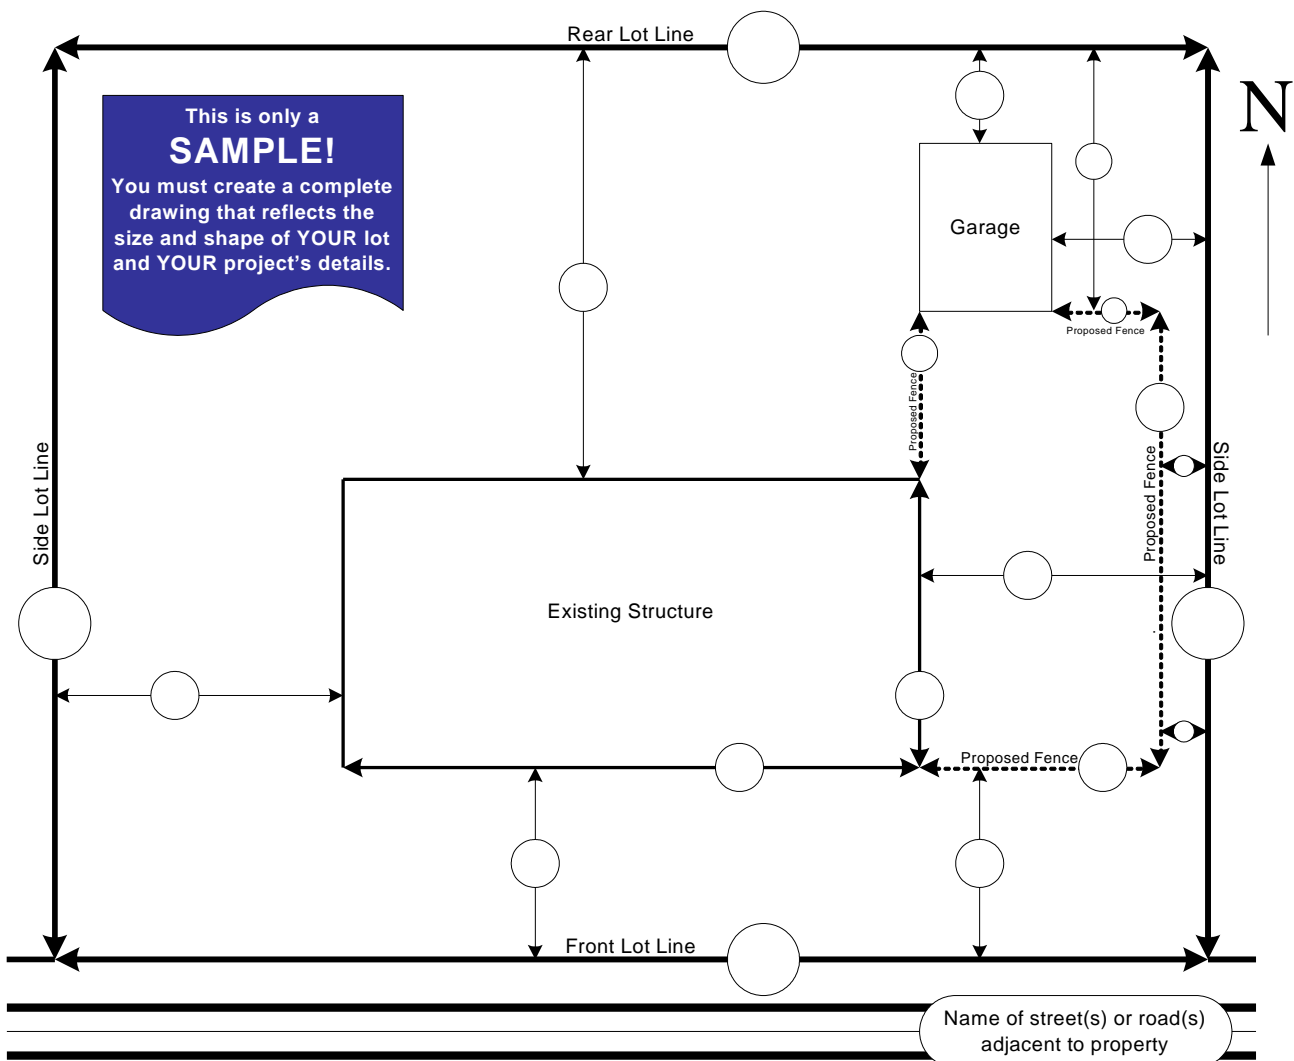 Rear Lot Line
This is only a
SAMPLE!
You must create a complete
drawing that reflects the
size and shape of YOUR lot
and YOUR project's details.
N
Garage
Proposed Fence
Proposed Fence
Side Lot Line
Side Lot Line
Proposed Fence
Existing Structure
Proposed Fence
Front Lot Line
Name of street(s) or road(s)
adjacent to property